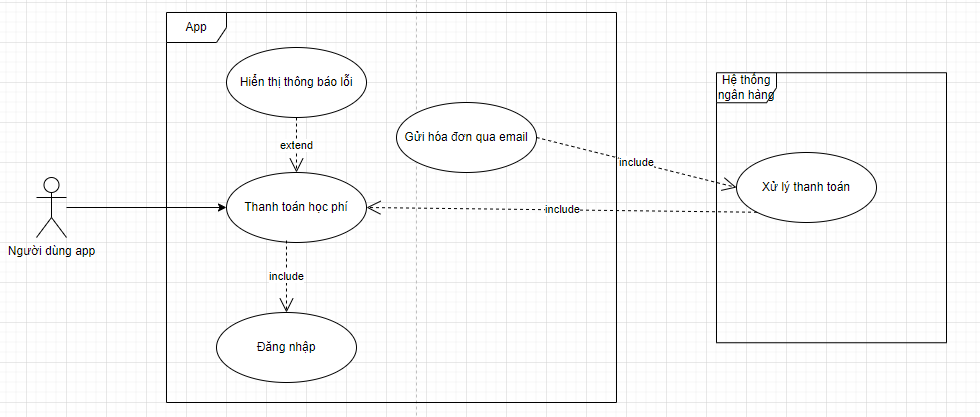 App
Hiển thị thông báo lỗi
Hệ thống
ngân hàng
Gửi hóa đơn qua email
extend
include
Xử lý thanh toán
Thanh toán học phí
include
Người dùng app
include
Đăng nhập